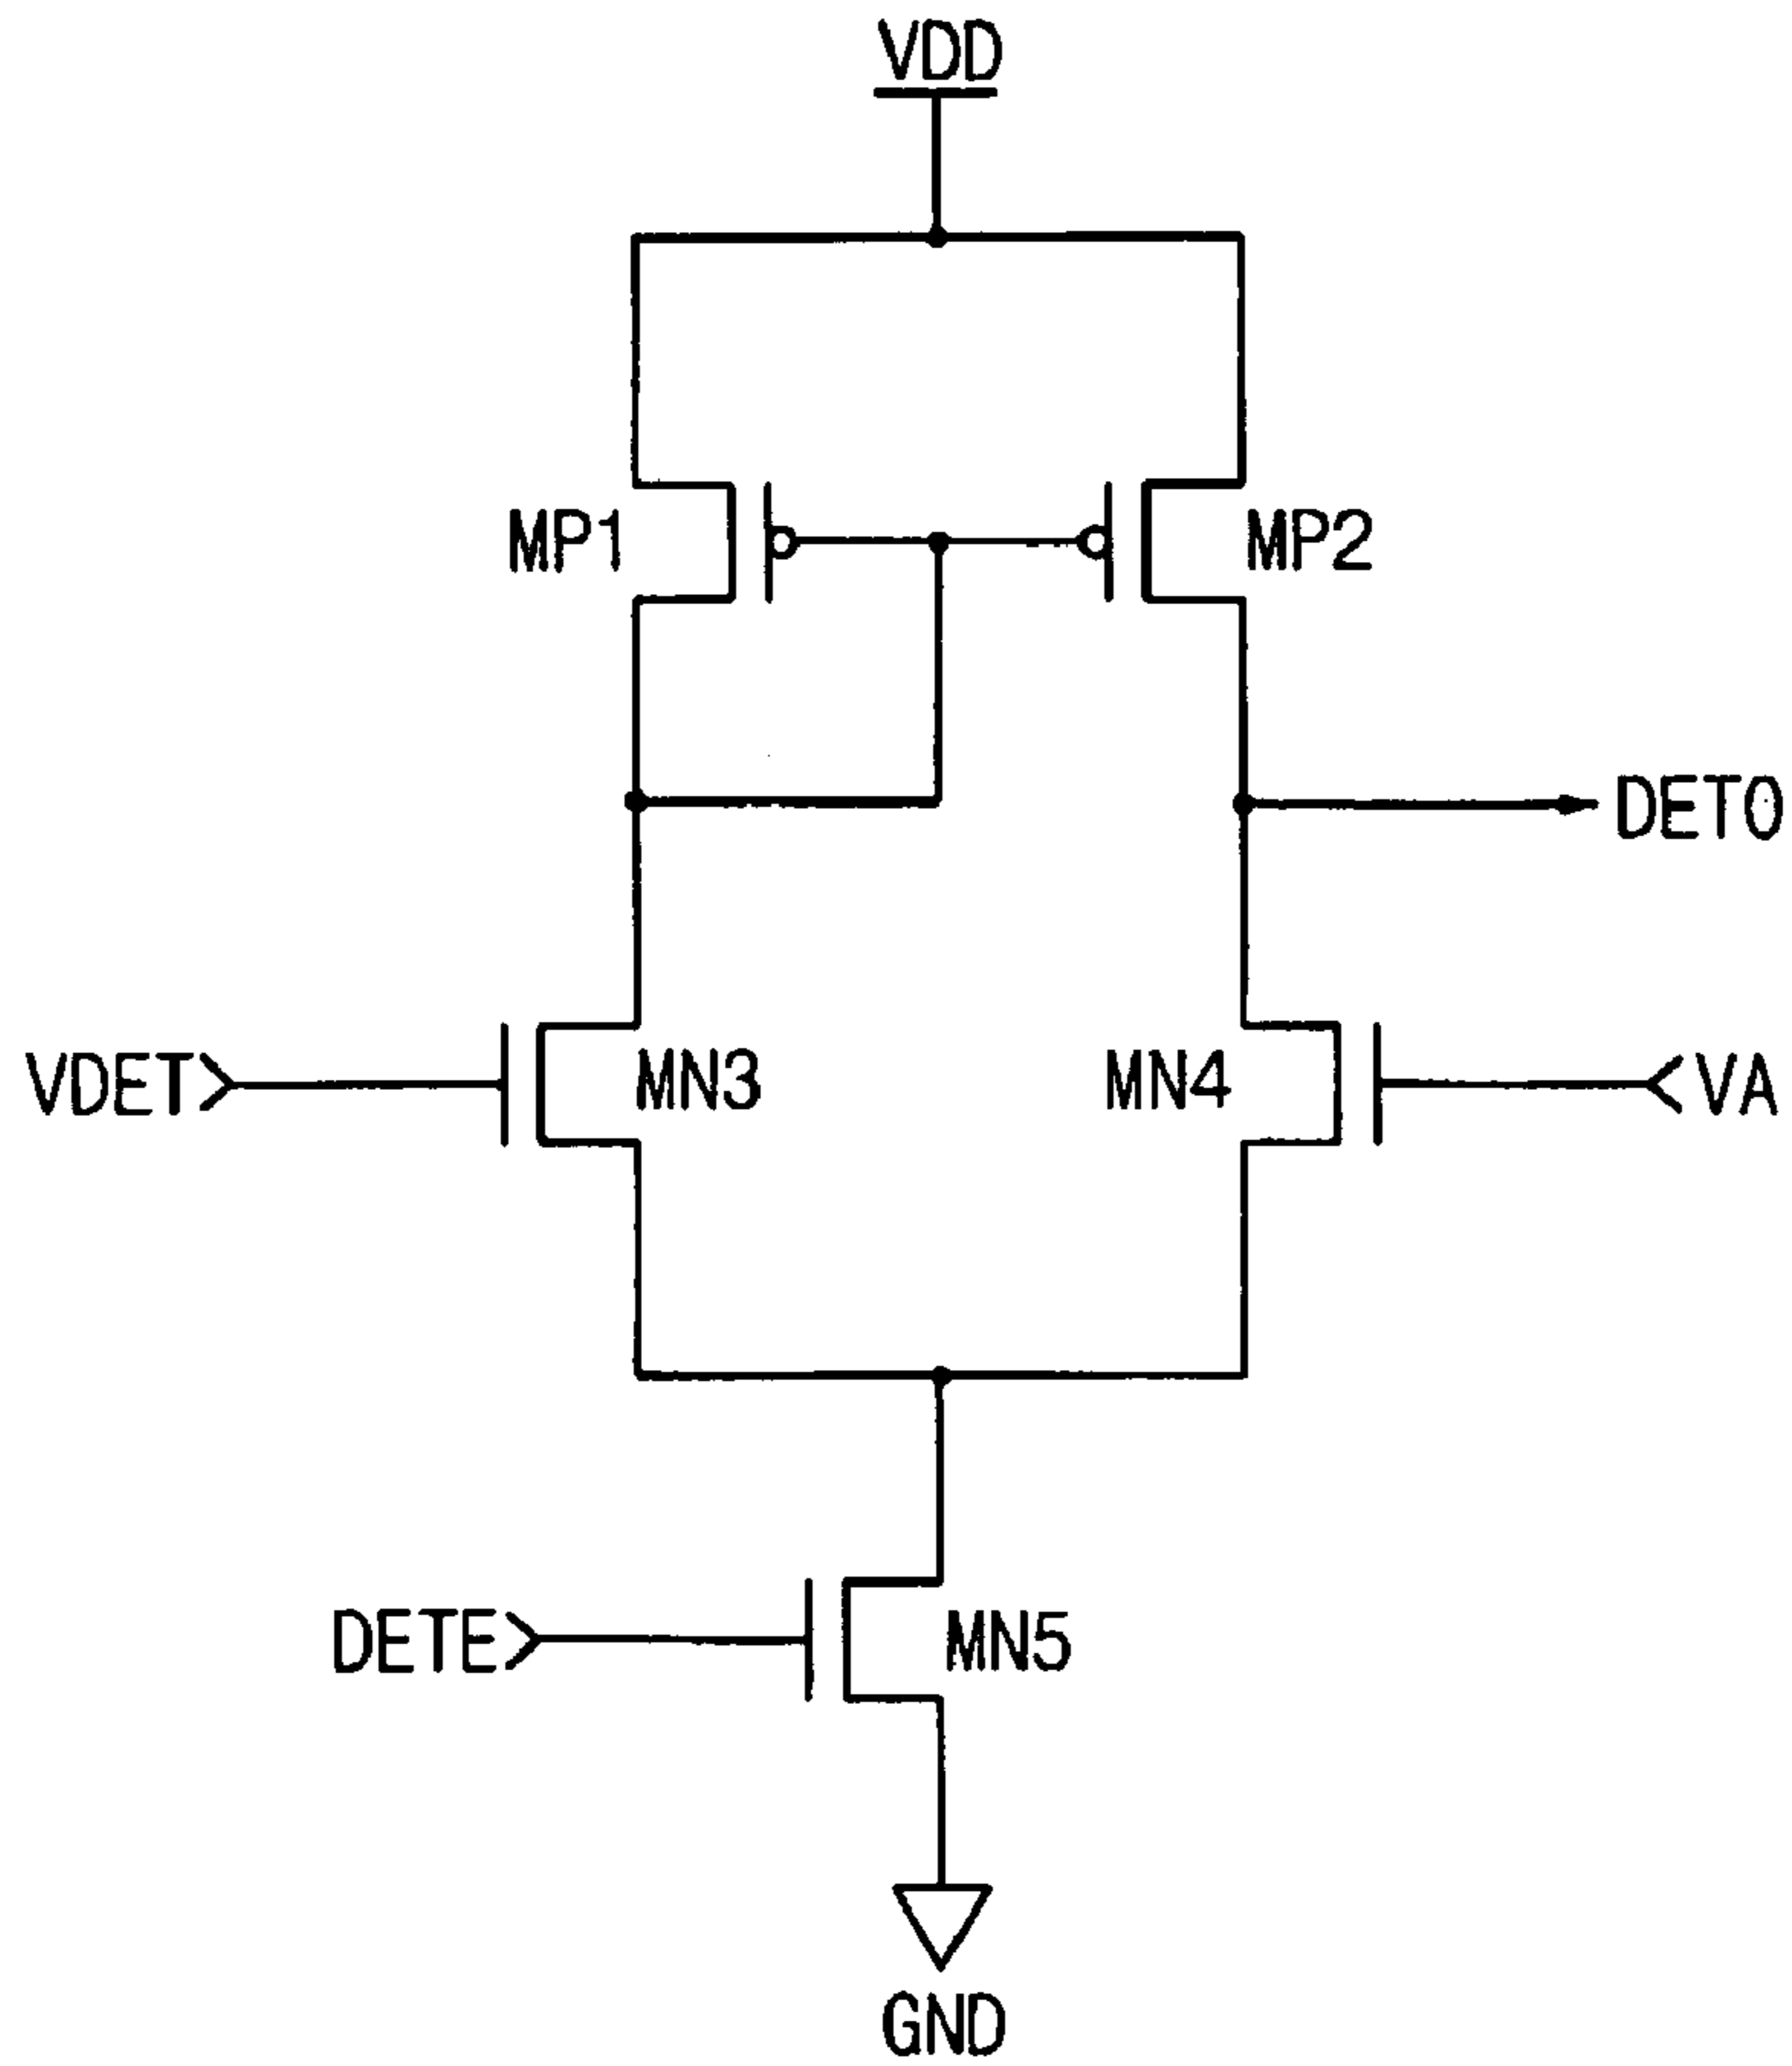 VDD
MP1
MP2
DETO
VDET
MN3
MN4
VA
DETE
MN5
GND